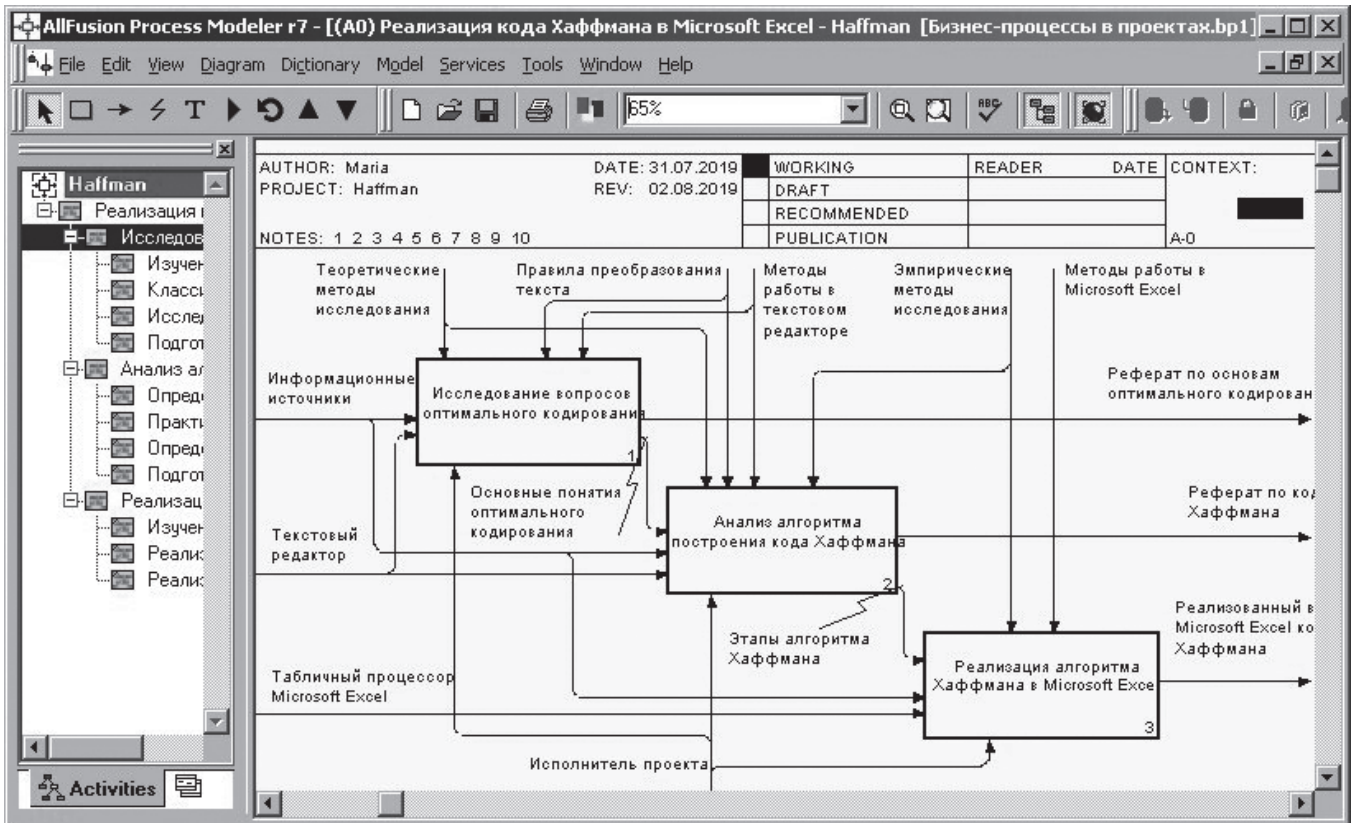 AllFusion Process Modeler r7 - [(A0) Реализация кода Хаффмана в Microsoft Excel - Haffman [Бизнес-процессы в проектах.bp1]
File Edit View Diagram Dictionary Model Services Tools Window Help
65%
Haffman
Реализация
Исследов
Изучен
Класси
Исслед
Подгот
Анализ ал
Опреде
Практи
Опреде
Подгот
Реализац
Изучен
Реализ
Реализ
Activities
AUTHOR: Maria
DATE: 31.07.2019
PROJECT: Haffman
REV: 02.08.2019
NOTES: 1 2 3 4 5 6 7 8 9 10
WORKING
DRAFT
RECOMMENDED
PUBLICATION
READER DATE
CONTEXT:
A-0
Теоретические
методы
исследования
Правила преобразования
текста
Методы
работы в
текстовом
редакторе
Эмпирические
методы
исследования
Методы работы в
Microsoft Excel
Информационные
источники
Исследование вопросов
оптимального кодирования
1
Реферат по основам
оптимального кодирован
Основные понятия
оптимального
кодирования
Текстовый
редактор
Анализ алгоритма
построения кода Хаффмана
2
Реферат по код
Хаффмана
Этапы алгоритма
Хаффмана
Реализованный в
Microsoft Excel ко
Хаффмана
Табличный процессор
Microsoft Excel
Реализация алгоритма
Хаффмана в Microsoft Exce
3
Исполнитель проекта